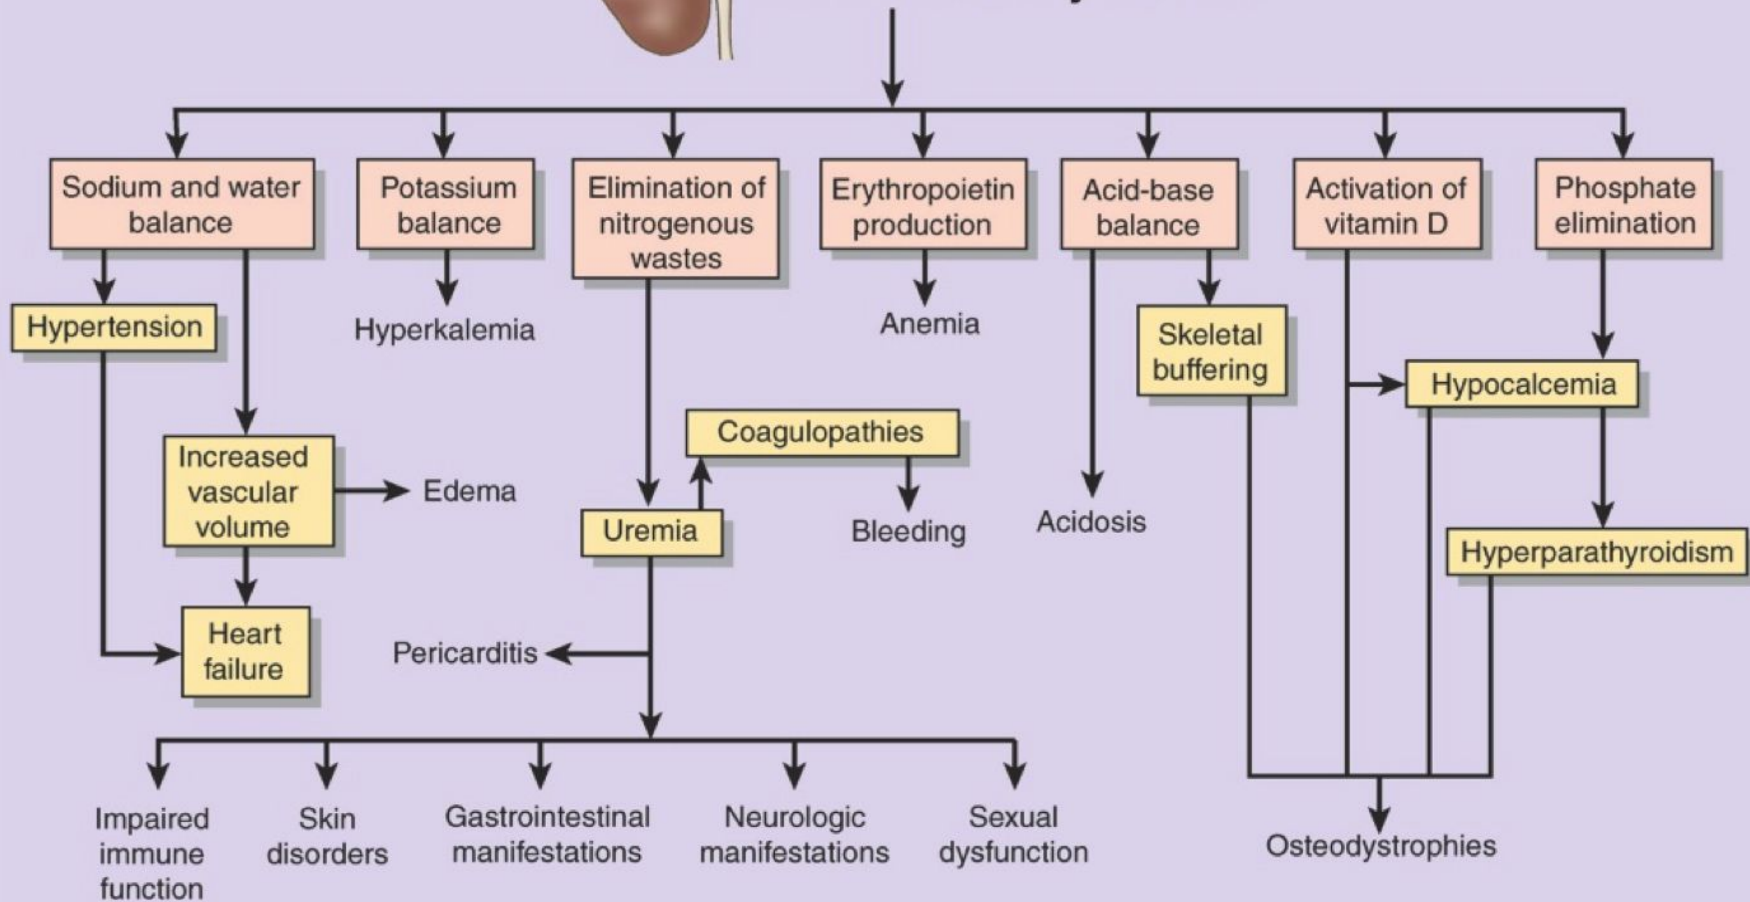 Sodium and water
balance
Potassium
balance
Elimination of
nitrogenous
wastes
Erythropoietin
production
Acid-base
balance
Activation of
vitamin D
Phosphate
elimination
Hypertension
Hyperkalemia
Anemia
Skeletal
buffering
Hypocalcemia
Coagulopathies
Increased
vascular
volume
Edema
Uremia
Bleeding
Acidosis
Hyperparathyroidism
Heart
failure
Pericarditis
Impaired
immune
function
Skin
disorders
Gastrointestinal
manifestations
Neurologic
manifestations
Sexual
dysfunction
Osteodystrophies